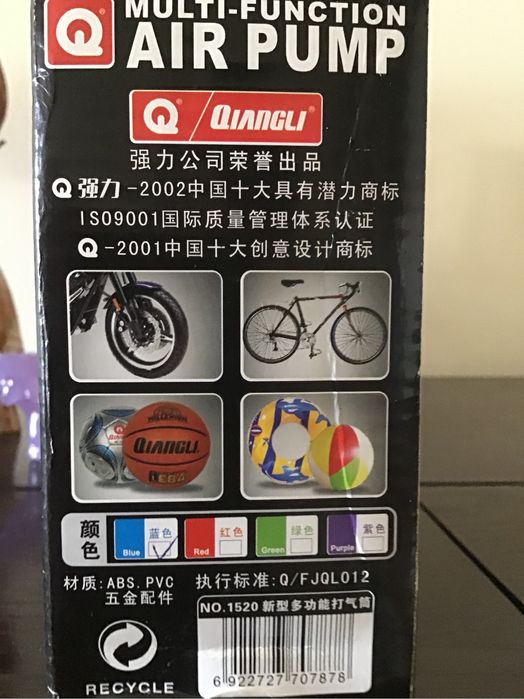 Q
MULTI-FUNCTION
AIR PUMP
Q / QIANGLI
强力公司荣誉出品
Q 强力-2002中国十大具有潜力商标
ISO9001国际质量管理体系认证
Q -2001中国十大创意设计商标
QIANGLI
颜色
蓝色
Blue
红色
Red
绿色
Green
紫色
Purple
材质:ABS.PVC 执行标准:Q/FJQL012
五金配件
NO.1520 新型多功能打气筒
6 922727 707878
RECYCLE